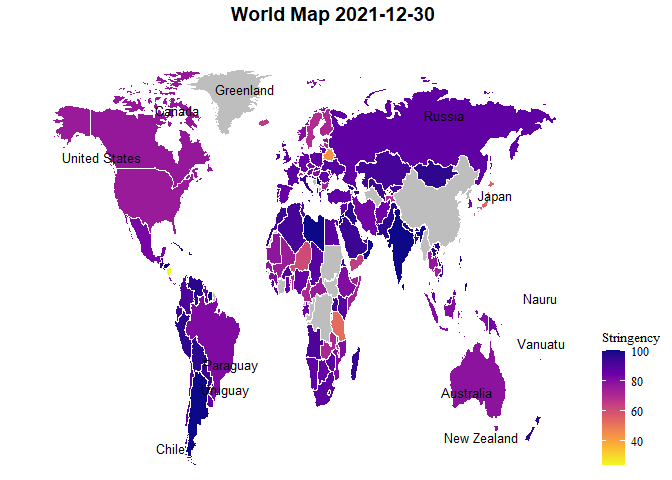 World Map 2021-12-30
Greenland
Canada
Russia
United States
Japan
Nauru
Vanuatu
Stringency
100
80
60
40
Paraguay
Uruguay
Australia
New Zealand
Chile